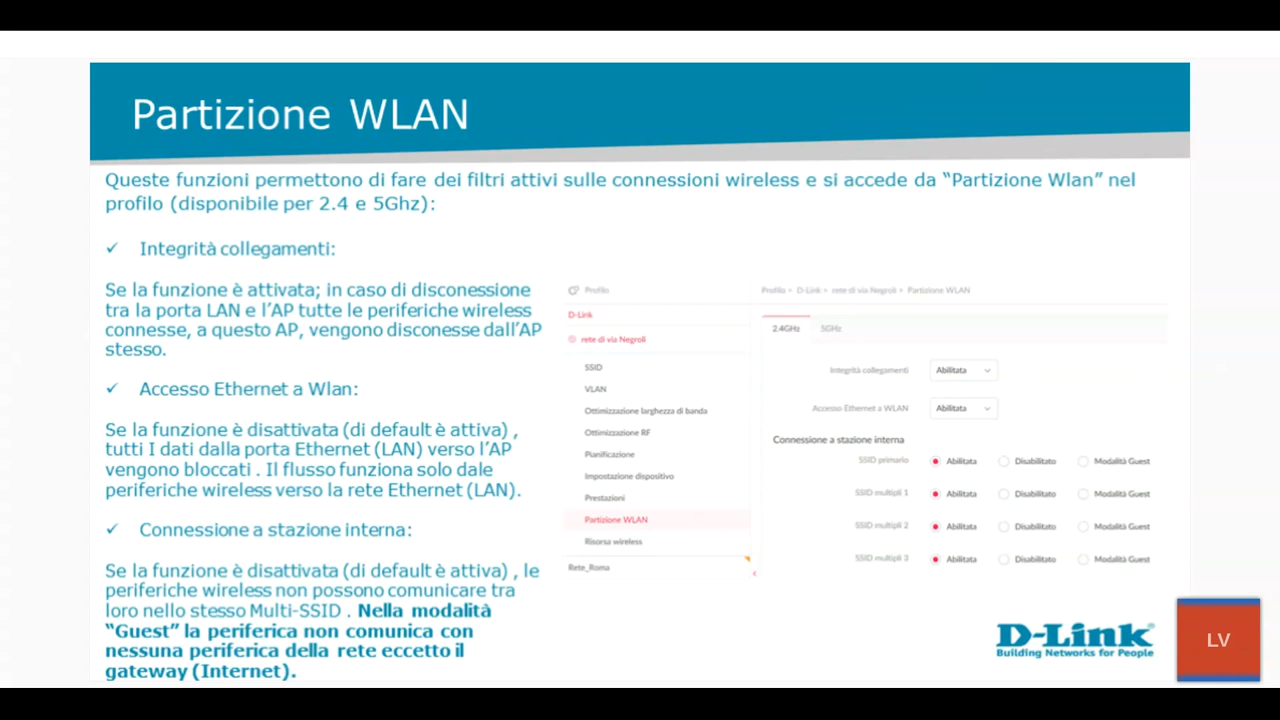 Partizione WLAN
Queste funzioni permettono di fare dei filtri attivi sulle connessioni wireless e si accede da “Partizione Wlan” nel
profilo (disponibile per 2.4 e 5Ghz):
✓ Integrità collegamenti:
Se la funzione è attivata; in caso di disconessione
tra la porta LAN e l’AP tutte le periferiche wireless
connesse, a questo AP, vengono disconesse dall’AP
stesso.
✓ Accesso Ethernet a Wlan:
Se la funzione è disattivata (di default è attiva) ,
tutti I dati dalla porta Ethernet (LAN) verso l’AP
vengono bloccati . Il flusso funziona solo dale
periferiche wireless verso la rete Ethernet (LAN).
✓ Connessione a stazione interna:
Se la funzione è disattivata (di default è attiva) , le
periferiche wireless non possono comunicare tra
loro nello stesso Multi-SSID . Nella modalità
“Guest” la periferica non comunica con
nessuna periferica della rete eccetto il
gateway (Internet).
Profilo
D-Link
rete di via Negroli
SSID
VLAN
Ottimizzazione larghezza di banda
Ottimizzazione RF
Pianificazione
Impostazione dispositivo
Prestazioni
Partizione WLAN
Risorsa wireless
Rete_Roma
Profilo > D-Link > rete di via Negroli > Partizione WLAN
2.4GHz 5GHz
Integrità collegamenti Abilitata
Accesso Ethernet a WLAN Abilitata
Connessione a stazione interna
SSID primario Abilitata Disabilitato Modalità Guest
SSID multipli 1 Abilitata Disabilitato Modalità Guest
SSID multipli 2 Abilitata Disabilitato Modalità Guest
SSID multipli 3 Abilitata Disabilitato Modalità Guest
D-Link
Building Networks for People
LV